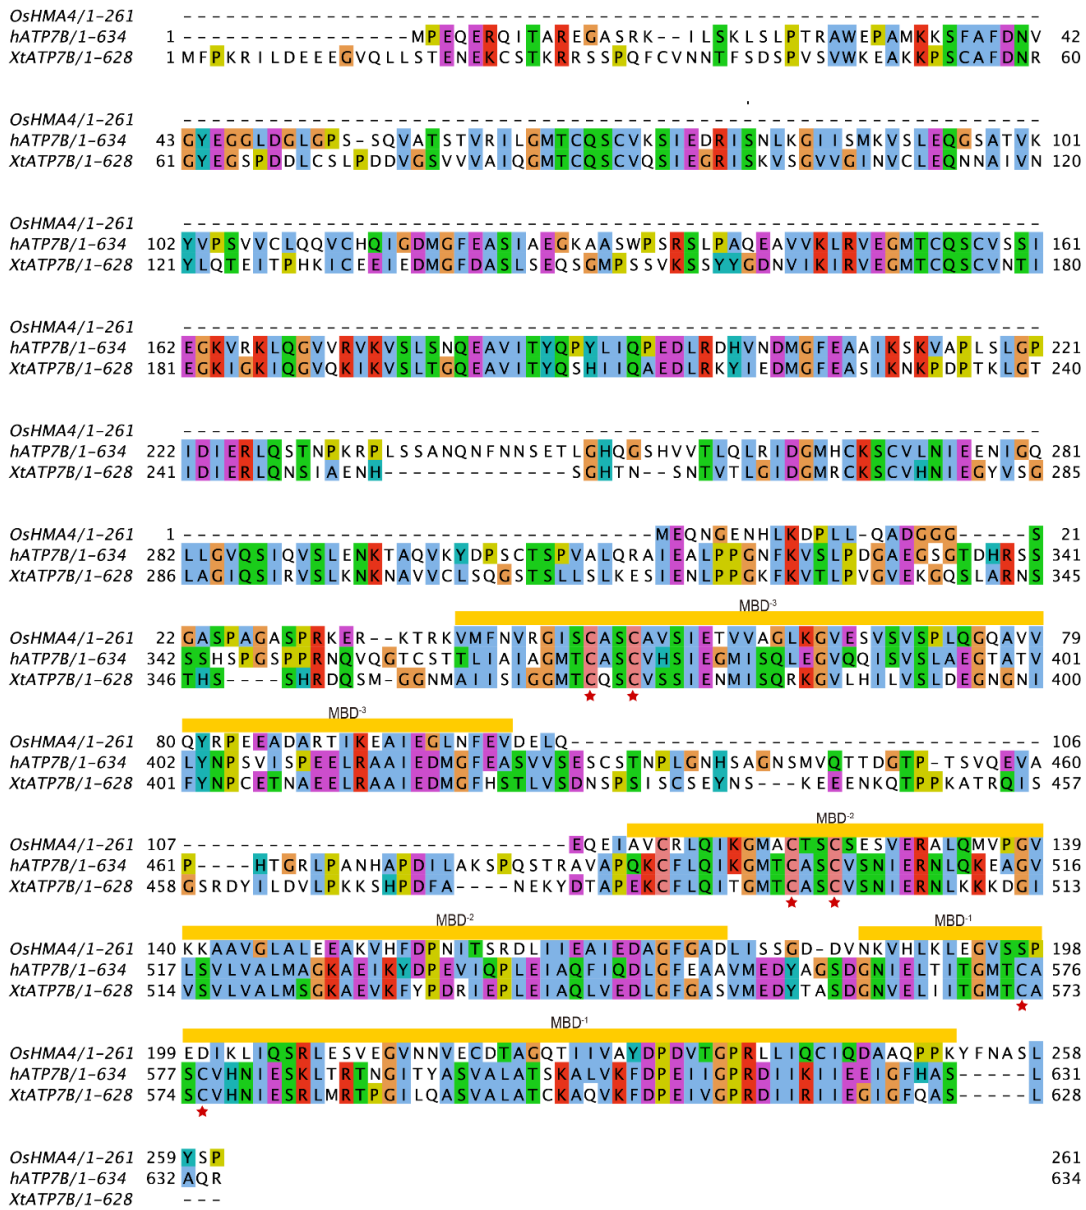 OsHMA4/1-261 ------------------------------------------------------------
hATP7B/1-634 1 ----------------MPEQERQITAREGASRK--ILSKLSLPTRAWEPAMKKSFAFDNV 42
XtATP7B/1-628 1 MFPKRILDEEEGVQLLSTENEKCSTKRRSSPQFCVNNTFSDSPVSVWKEAKKPSCAFDNR 60
OsHMA4/1-261 ------------------------------------------------------------
hATP7B/1-634 43 GYEGGLDGLGPS-SQVATSTVRILGMTCQSCVKSIEDRISNLKGIISMKVSLEQGSATVK 101
XtATP7B/1-628 61 GYEGSPDDLCSLPDDVGSVVVAIQGMTCQSCVQSIEGRISKVSGVVGINVCLEQNNAIVN 120
OsHMA4/1-261 ------------------------------------------------------------
hATP7B/1-634 102 YVPSVVCLQQVCHQIGDMGFEASIAEGKAASWPSRSLPAQEAVVKLRVEGMTCQSCVSSI 161
XtATP7B/1-628 121 YLQTEITPHKICEEIEDMGFDASLSEQSGMPSSVKSSYYGDNVIKIRVEGMTCQSCVNTI 180
OsHMA4/1-261 ------------------------------------------------------------
hATP7B/1-634 162 EGKVRKLQGVVRVKVSLSNQEAVITYQPYLIQPEDLRDHVNDMGFEAAIKSKVAPLSLGP 221
XtATP7B/1-628 181 EGKIGKIQGVQKIKVSLTGQEAVITYQSHIIQAEDLRKYIEDMGFEASIKNKPDPTKLGT 240
OsHMA4/1-261 ------------------------------------------------------------
hATP7B/1-634 222 IDIERLQSTNPKRPLSSANQNFNNSETLGHQGSHVVTLQLRIDGMHCKSCVLNIEENIGQ 281
XtATP7B/1-628 241 IDIERLQNSIAENH-------------SGHTN--SNTVTLGIDGMRCKSCVHNIEGYVSG 285
OsHMA4/1-261 1 ---------------------------------MEQNGENHLKDPLL-QADGGG-----S 21
hATP7B/1-634 282 LLGVQSIQVSLENKTAQVKYDPSCTSPVALQRAIEALPPGNFKVSLPDGAEGSGTDHRSS 341
XtATP7B/1-628 286 LAGIQSIRVSLKNKNAVVCLSQGSTSLLSLKESIENLPPGKFKVTLPVGVEKGQSLARNS 345
MBD-3
OsHMA4/1-261 22 GASPAGASPRKER--KTRKVMFNVRGISCASCAVSIETVVAGLKGVESVSVSPLQGQAVV 79
hATP7B/1-634 342 SSHSPGSPPRNQVQGTCSTTLIAIAGMTCASCVHSIEGMISQLEGVQQISVSLAEGTATV 401
XtATP7B/1-628 346 THS----SHRDQSM-GGNMAIISIGGMTCQSCVSSIENMISQRKGVLHILVSLDEGNGNI 400
MBD-3
OsHMA4/1-261 80 QYRPEEADARTIKEAIEGLNFEVDELQ--------------------------------- 106
hATP7B/1-634 402 LYNPSVISPEELRAAIEDMGFEASVVSESCSTNPLGNHSAGNSMVQTTDGTP-TSVQEVA 460
XtATP7B/1-628 401 FYNPCETNAEELRAAIEDMGFHSTLVSDNSPSISCSEYNS---KEENKQTPPKATRQIS 457
MBD-2
OsHMA4/1-261 107 ---------------------------EQEIAVCRLQIKGMACTSCSESVERALQMVPGV 139
hATP7B/1-634 461 P----HTGRLPANHAPDILAKSPQSTRAVAPQKCFLQIKGMTCASCVSNIERNLQKEAGV 516
XtATP7B/1-628 458 GSRDYILDVLPKKSHPDFA----NEKYDTAPEKCFLQITGMTCASCVSNIERNLKKKDGI 513
MBD-2 MBD-1
OsHMA4/1-261 140 KKAAVGLALEEAKVHFDPNITSRDLIIEAIEDAGFGADLISSGD-DVNKVHLKLEGVSSP 198
hATP7B/1-634 517 LSVLVALMAGKAEIKYDPEVIQPLEIAQFIQDLGFEAAVMEDYAGSDGNIELTITGMTCA 576
XtATP7B/1-628 514 VSVLVALMSGKAEVKFYPDRIEPLEIAQLVEDLGFGASVMEDYTASDGNVELIITGMTCA 573
MBD-1
OsHMA4/1-261 199 EDIKLIQSRLESVEGVNNVECDTAGQTIIVAYDPDVTGPRLLIQCIQDAAQPPKYFNASL 258
hATP7B/1-634 577 SCVHNIESKLTRTNGITYASVALATSKALVKFDPEIIGPRDIIKIIEEIGFHAS-----L 631
XtATP7B/1-628 574 SCVHNIESRLMRTPGILQASVALATCKAQVKFDPEIVGPRDIIRIIEGIGFQAS-----L 628
OsHMA4/1-261 259 YSP 261
hATP7B/1-634 632 AQR 634
XtATP7B/1-628 ---